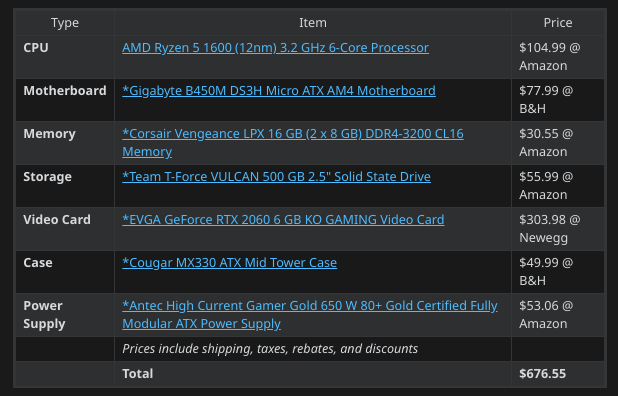 Type Item Price
CPU AMD Ryzen 5 1600 (12nm) 3.2 GHz 6-Core Processor $104.99 @
Amazon
Motherboard *Gigabyte B450M DS3H Micro ATX AM4 Motherboard $77.99 @
B&H
Memory *Corsair Vengeance LPX 16 GB (2 x 8 GB) DDR4-3200 CL16 $30.55 @
Memory Amazon
Storage *Team T-Force VULCAN 500 GB 2.5" Solid State Drive $55.99 @
Amazon
Video Card *EVGA GeForce RTX 2060 6 GB KO GAMING Video Card $303.98 @
Newegg
Case *Cougar MX330 ATX Mid Tower Case $49.99 @
B&H
Power *Antec High Current Gamer Gold 650 W 80+ Gold Certified Fully $53.06 @
Supply Modular ATX Power Supply Amazon
Prices include shipping, taxes, rebates, and discounts
Total $676.55